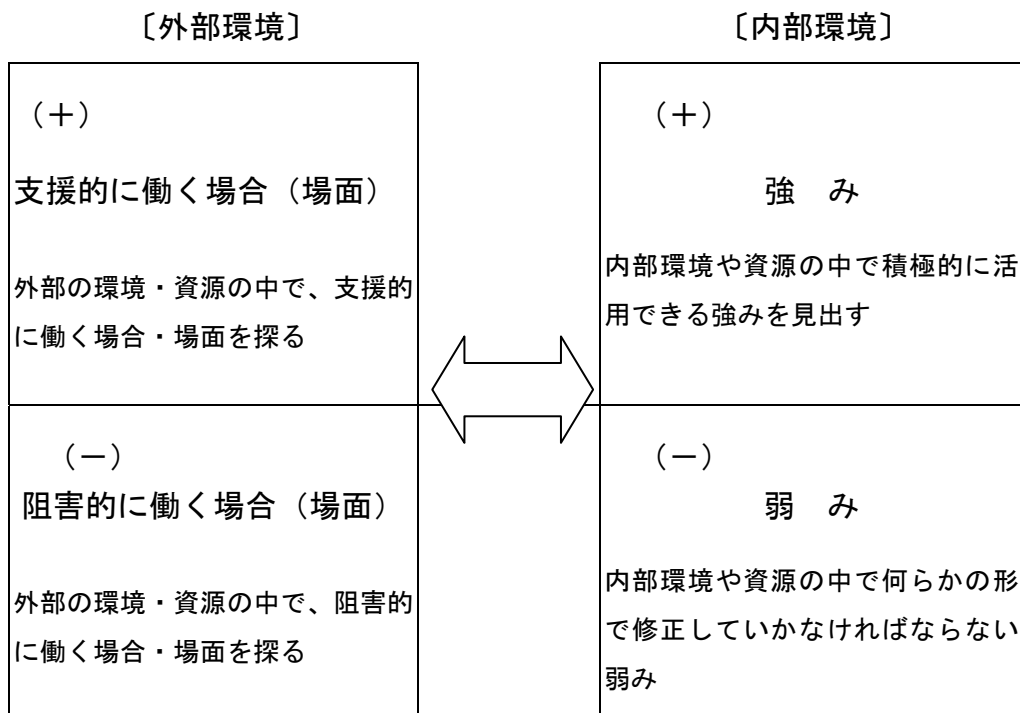 〔外部環境〕
(+)
支援的に働く場合(場面)
外部の環境・資源の中で、支援的
に働く場合・場面を探る
(-)
阻害的に働く場合(場面)
外部の環境・資源の中で、阻害的
に働く場合・場面を探る
〔内部環境〕
(+)
強 み
内部環境や資源の中で積極的に活
用できる強みを見出す
(-)
弱 み
内部環境や資源の中で何らかの形
で修正していかなければならない
弱み